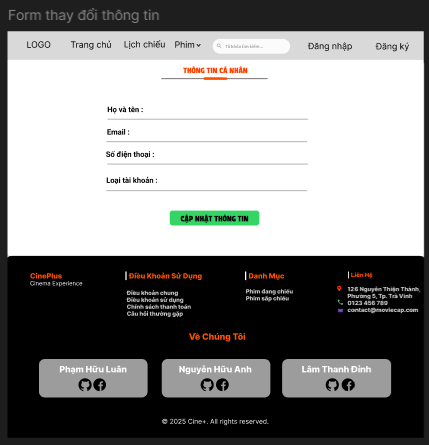 Form thay đổi thông tin
LOGO Trang chủ Lịch chiếu Phim Từ khóa tìm kiếm... Đăng nhập Đăng ký
THÔNG TIN CÁ NHÂN
Họ và tên :
Email :
Số điện thoại :
Loại tài khoản :
CẬP NHẬT THÔNG TIN
CinePlus
Cinema Experience
Điều Khoản Sử Dụng
Điều khoản chung
Điều khoản sử dụng
Chính sách thanh toán
Câu hỏi thường gặp
Danh Mục
Phim đang chiếu
Phim sắp chiếu
Liên Hệ
126 Nguyễn Thiện Thành,
Phường 5, Tp. Trà Vinh
0123 456 789
contact@moviecap.com
Về Chúng Tôi
Phạm Hữu Luân
Nguyễn Hữu Anh
Lâm Thanh Đỉnh
© 2025 Cine+. All rights reserved.